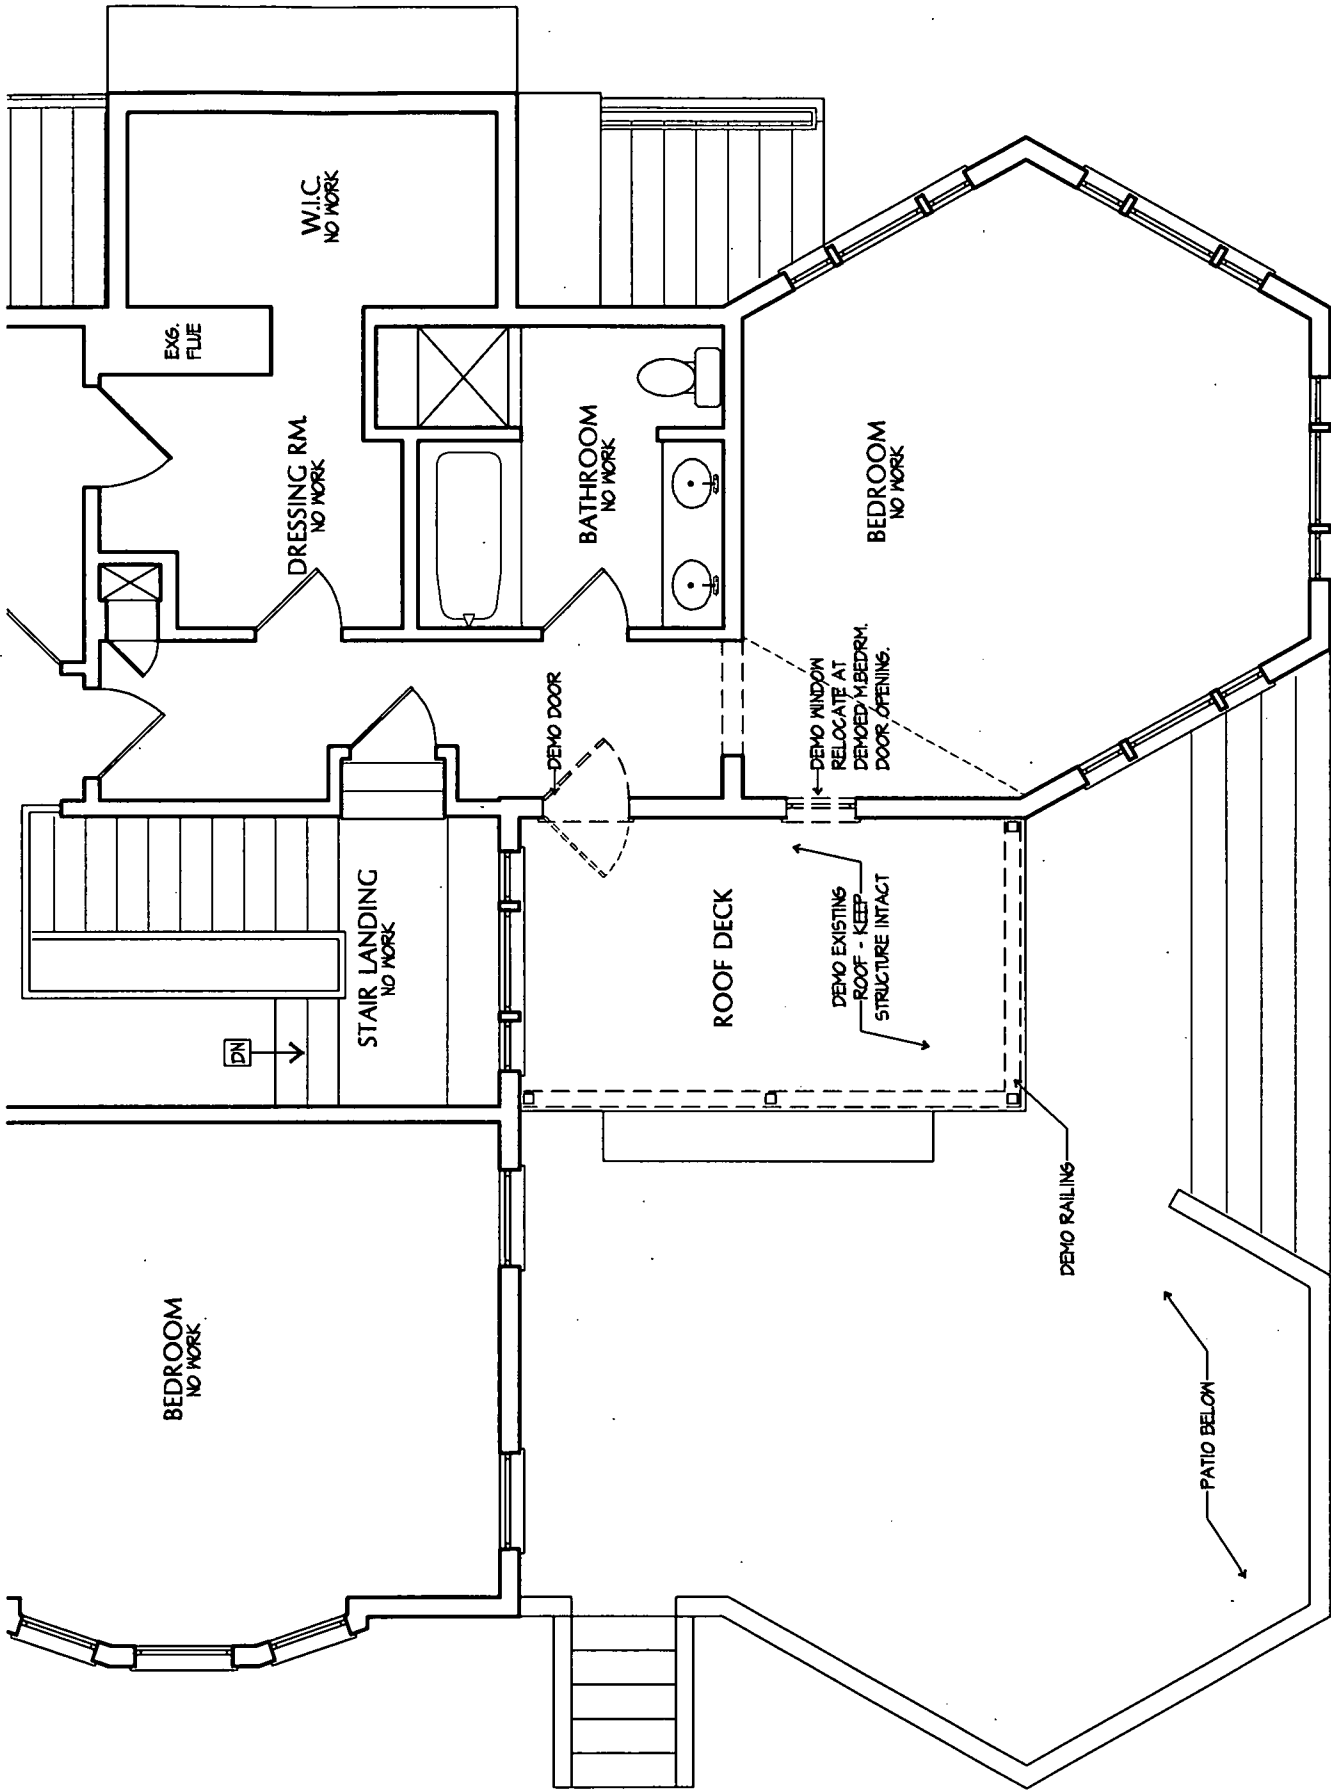 W.I.C.
NO WORK
EXG.
FLUE
DRESSING RM.
NO WORK
BATHROOM
NO WORK
BEDROOM
NO WORK
DEMO DOOR
DEMO WINDOW
RELOCATE AT
DEMOED M.BEDRM.
DOOR OPENING.
STAIR LANDING
NO WORK
DN
ROOF DECK
DEMO EXISTING
ROOF - KEEP
STRUCTURE INTACT
DEMO RAILING
BEDROOM
NO WORK
PATIO BELOW